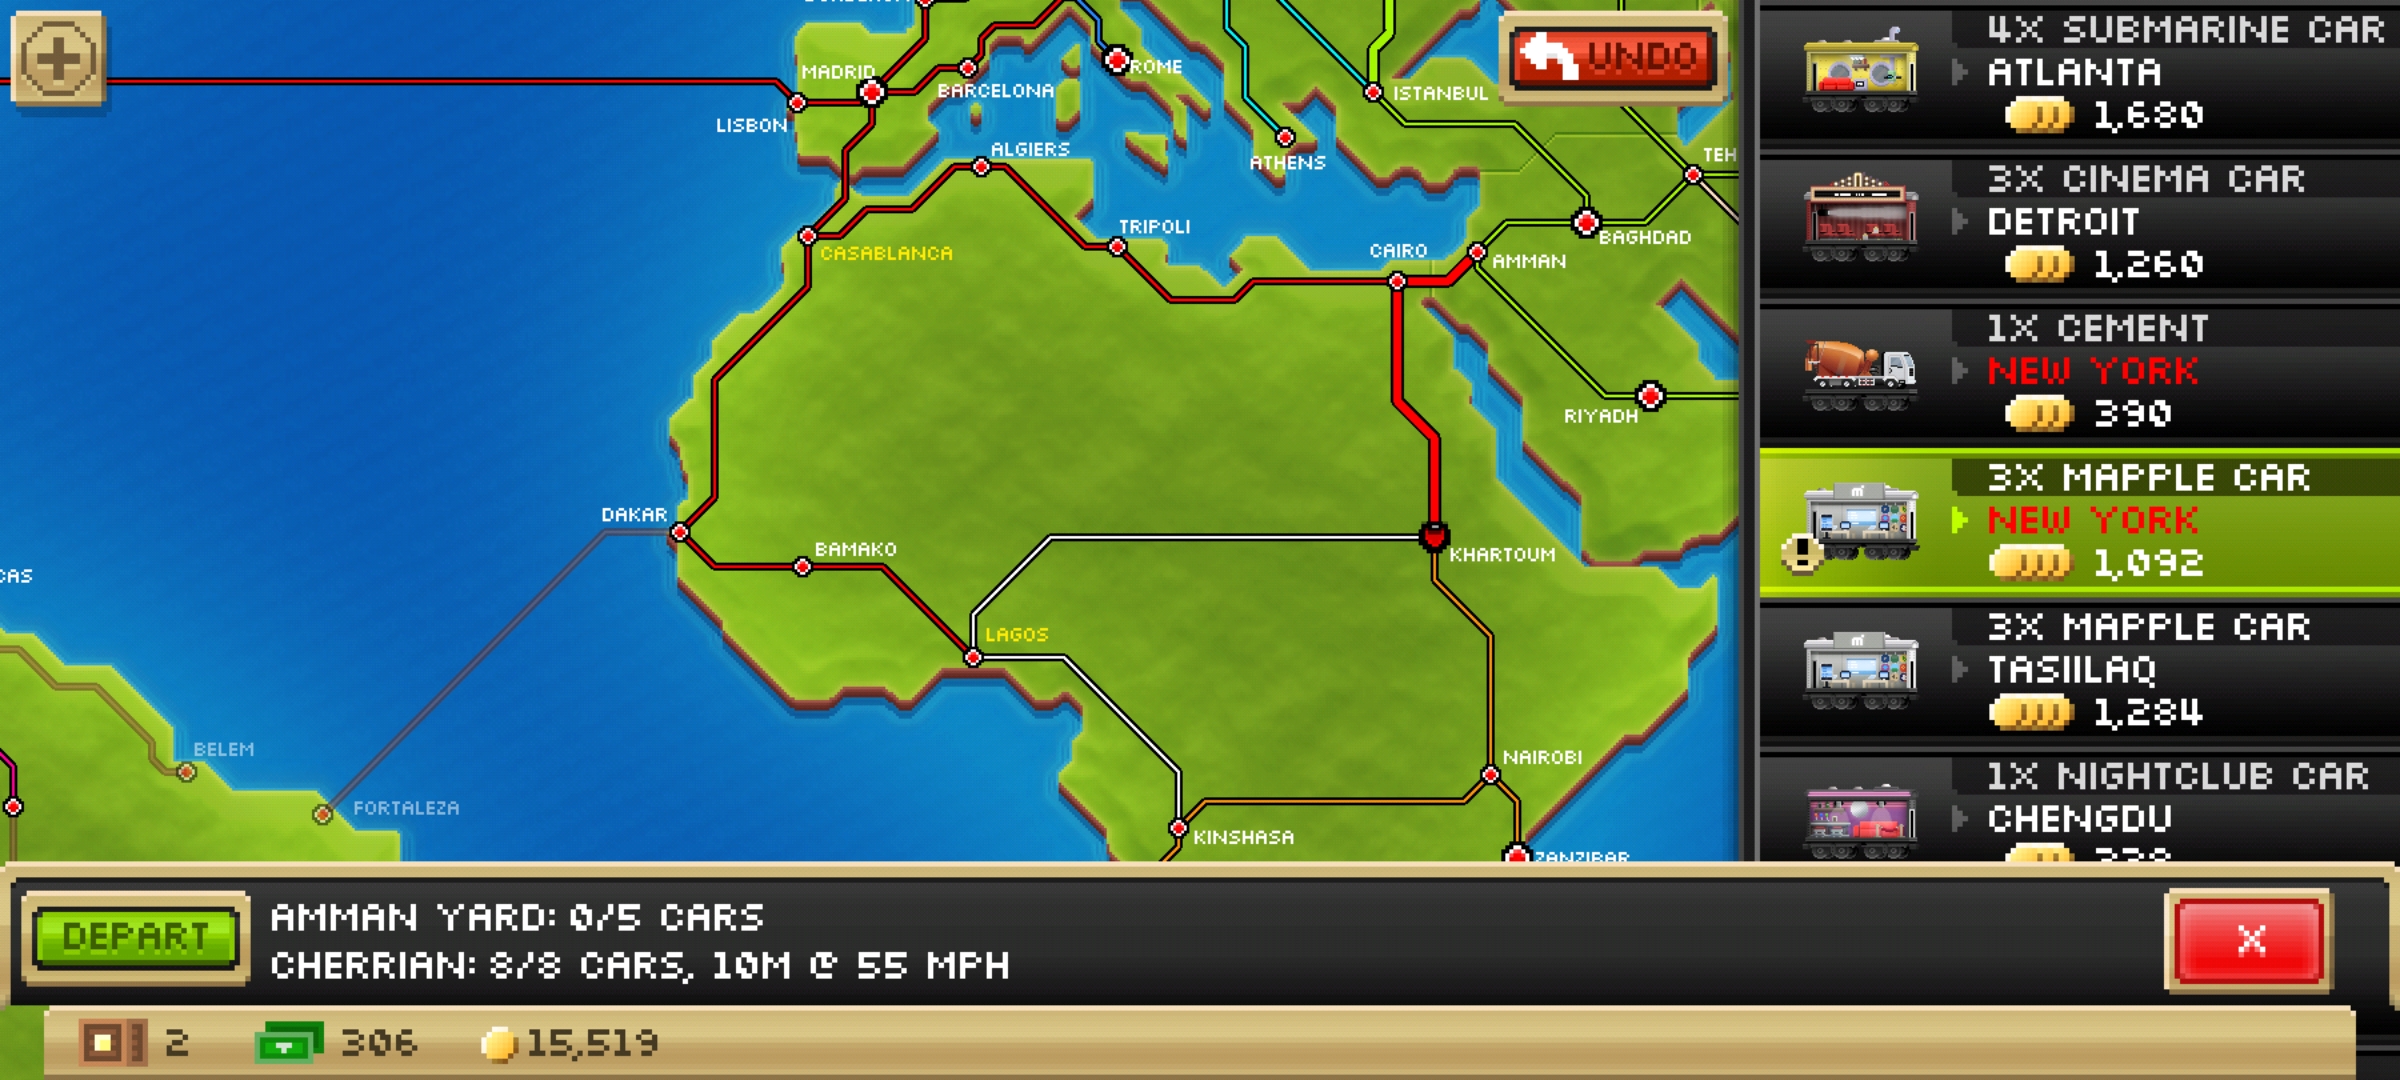 UNDO
MADRID
ROME
BARCELONA
ISTANBUL
LISBON
ALGIERS
ATHENS
TEH
TRIPOLI
CASABLANCA
CAIRO
BAGHDAD
AMMAN
RIYADH
DAKAR
BAMAKO
KHARTOUM
CAS
LAGOS
BELEM
NAIROBI
FORTALEZA
KINSHASA
ZANZIBAR
4X SUBMARINE CAR
ATLANTA
1,680
3X CINEMA CAR
DETROIT
1,260
1X CEMENT
NEW YORK
390
3X MAPPLE CAR
NEW YORK
1,092
3X MAPPLE CAR
TASIILAQ
1,284
1X NIGHTCLUB CAR
CHENGDU
DEPART
AMMAN YARD: 0/5 CARS
CHERRIAN: 8/8 CARS, 10M @ 55 MPH
X
2
306
15,519